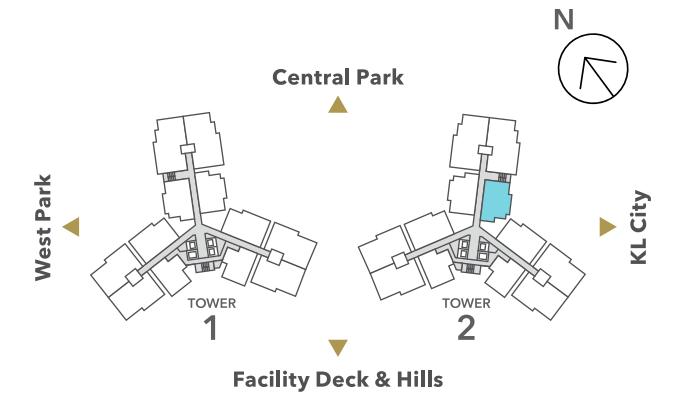 N
Central Park
West Park
KL City
TOWER
1
TOWER
2
Facility Deck & Hills